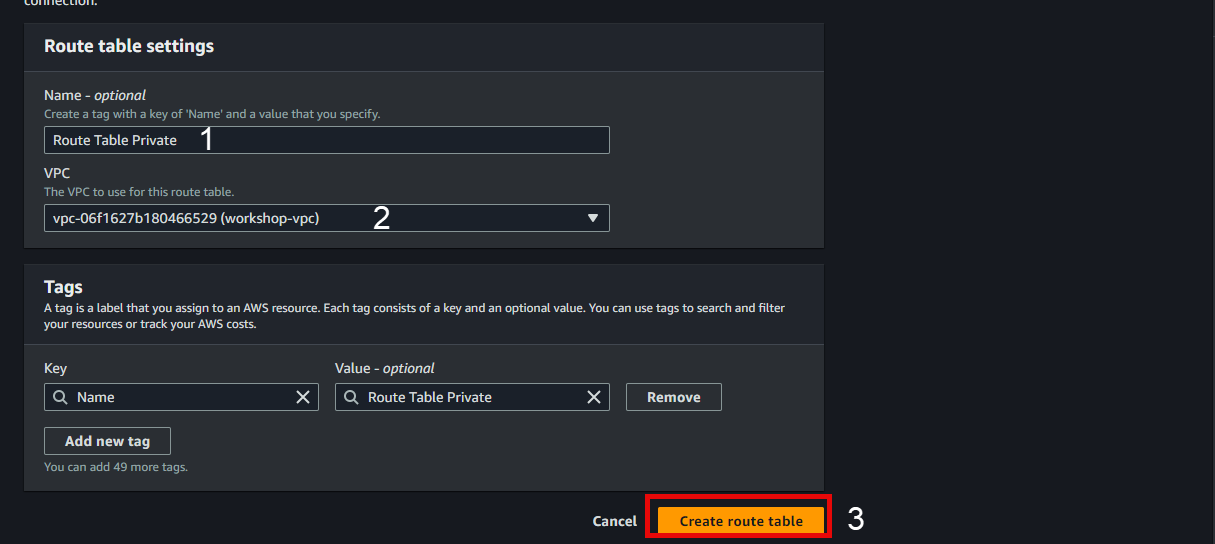 connection.
Route table settings
Name - optional
Create a tag with a key of 'Name' and a value that you specify.
Route Table Private 1
VPC
The VPC to use for this route table.
vpc-06f1627b180466529 (workshop-vpc) 2
Tags
A tag is a label that you assign to an AWS resource. Each tag consists of a key and an optional value. You can use tags to search and filter
your resources or track your AWS costs.
Key Value - optional
Name Route Table Private Remove
Add new tag
You can add 49 more tags.
Cancel Create route table 3